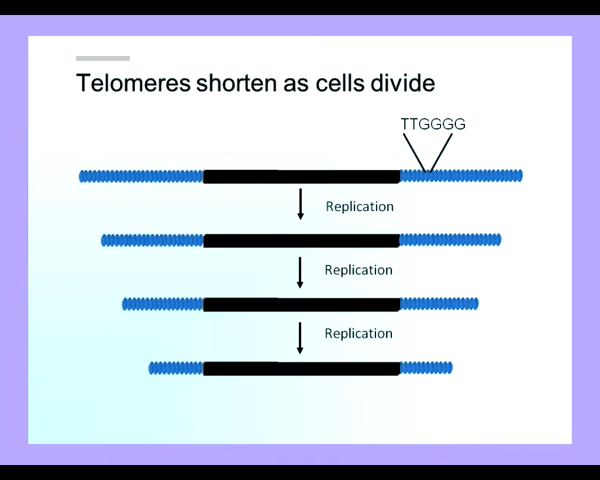 Telomeres shorten as cells divide
TTGGGG
Replication
Replication
Replication